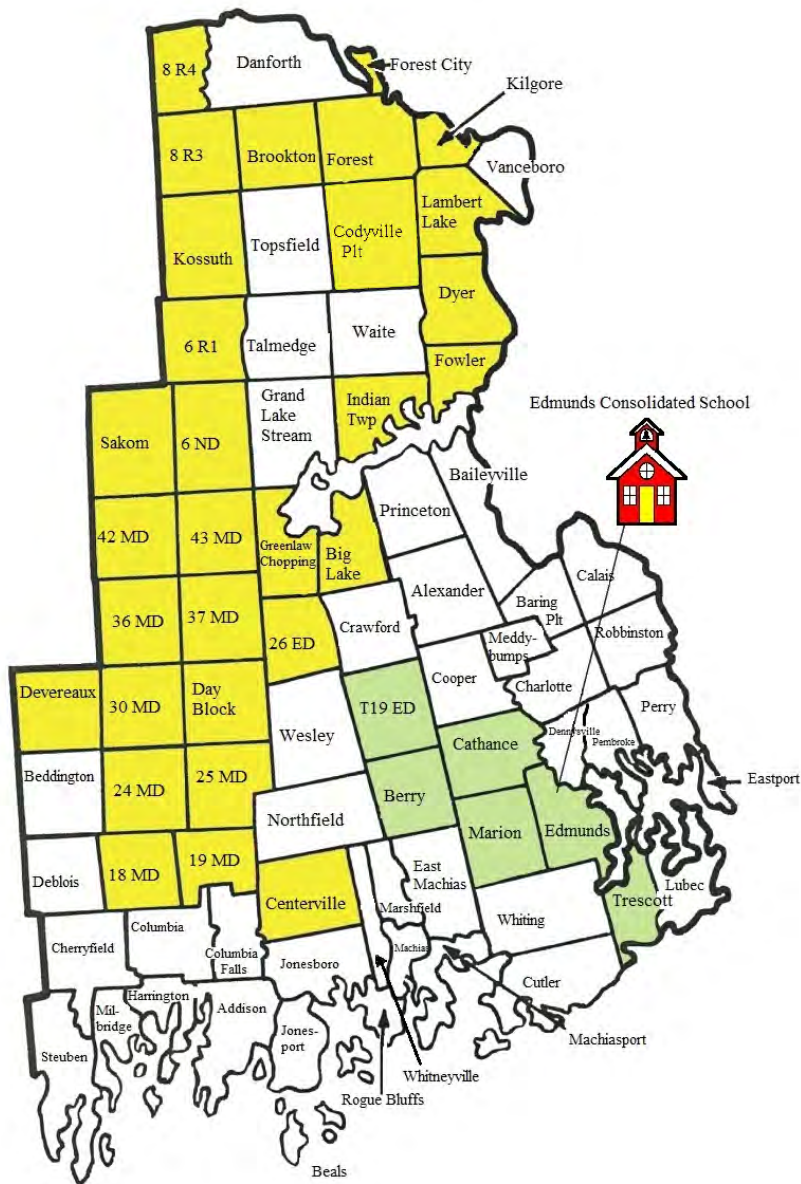 8 R4
Danforth
Forest City
Kilgore
8 R3
Brookton
Forest
Vanceboro
Lambert
Lake
Kossuth
Topsfield
Codyville
Plt
Dyer
6 R1
Talmedge
Waite
Fowler
Grand
Lake
Stream
Indian
Twp
Edmunds Consolidated School
Sakom
6 ND
Baileyville
Princeton
42 MD
43 MD
Greenlaw
Chopping
Big
Lake
Alexander
Calais
Baring
Plt
36 MD
37 MD
26 ED
Crawford
Meddy-
bumps
Robbinston
Cooper
Charlotte
Devereaux
30 MD
Day
Block
Wesley
T19 ED
Perry
Dennysville
Pembroke
Cathance
Beddington
24 MD
25 MD
Berry
Eastport
Northfield
Marion
Edmunds
Deblois
18 MD
19 MD
East
Machias
Lubec
Centerville
Marshfield
Trescott
Whiting
Columbia
Cherryfield
Columbia
Falls
Jonesboro
Machias
Cutler
Harrington
Mil-
bridge
Addison
Jones-
port
Machiasport
Steuben
Whitneyville
Rogue Bluffs
Beals